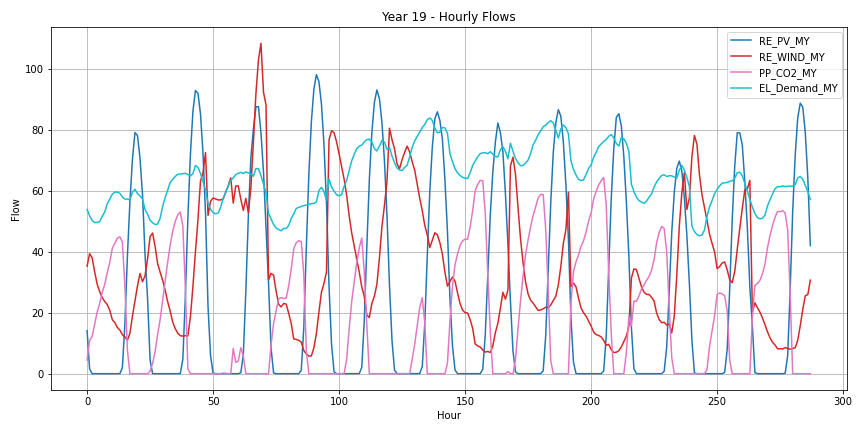 Year 19 - Hourly Flows
RE_PV_MY
RE_WIND_MY
PP_CO2_MY
EL_Demand_MY
Flow
100
80
60
40
20
0
0 50 100 150 200 250 300
Hour